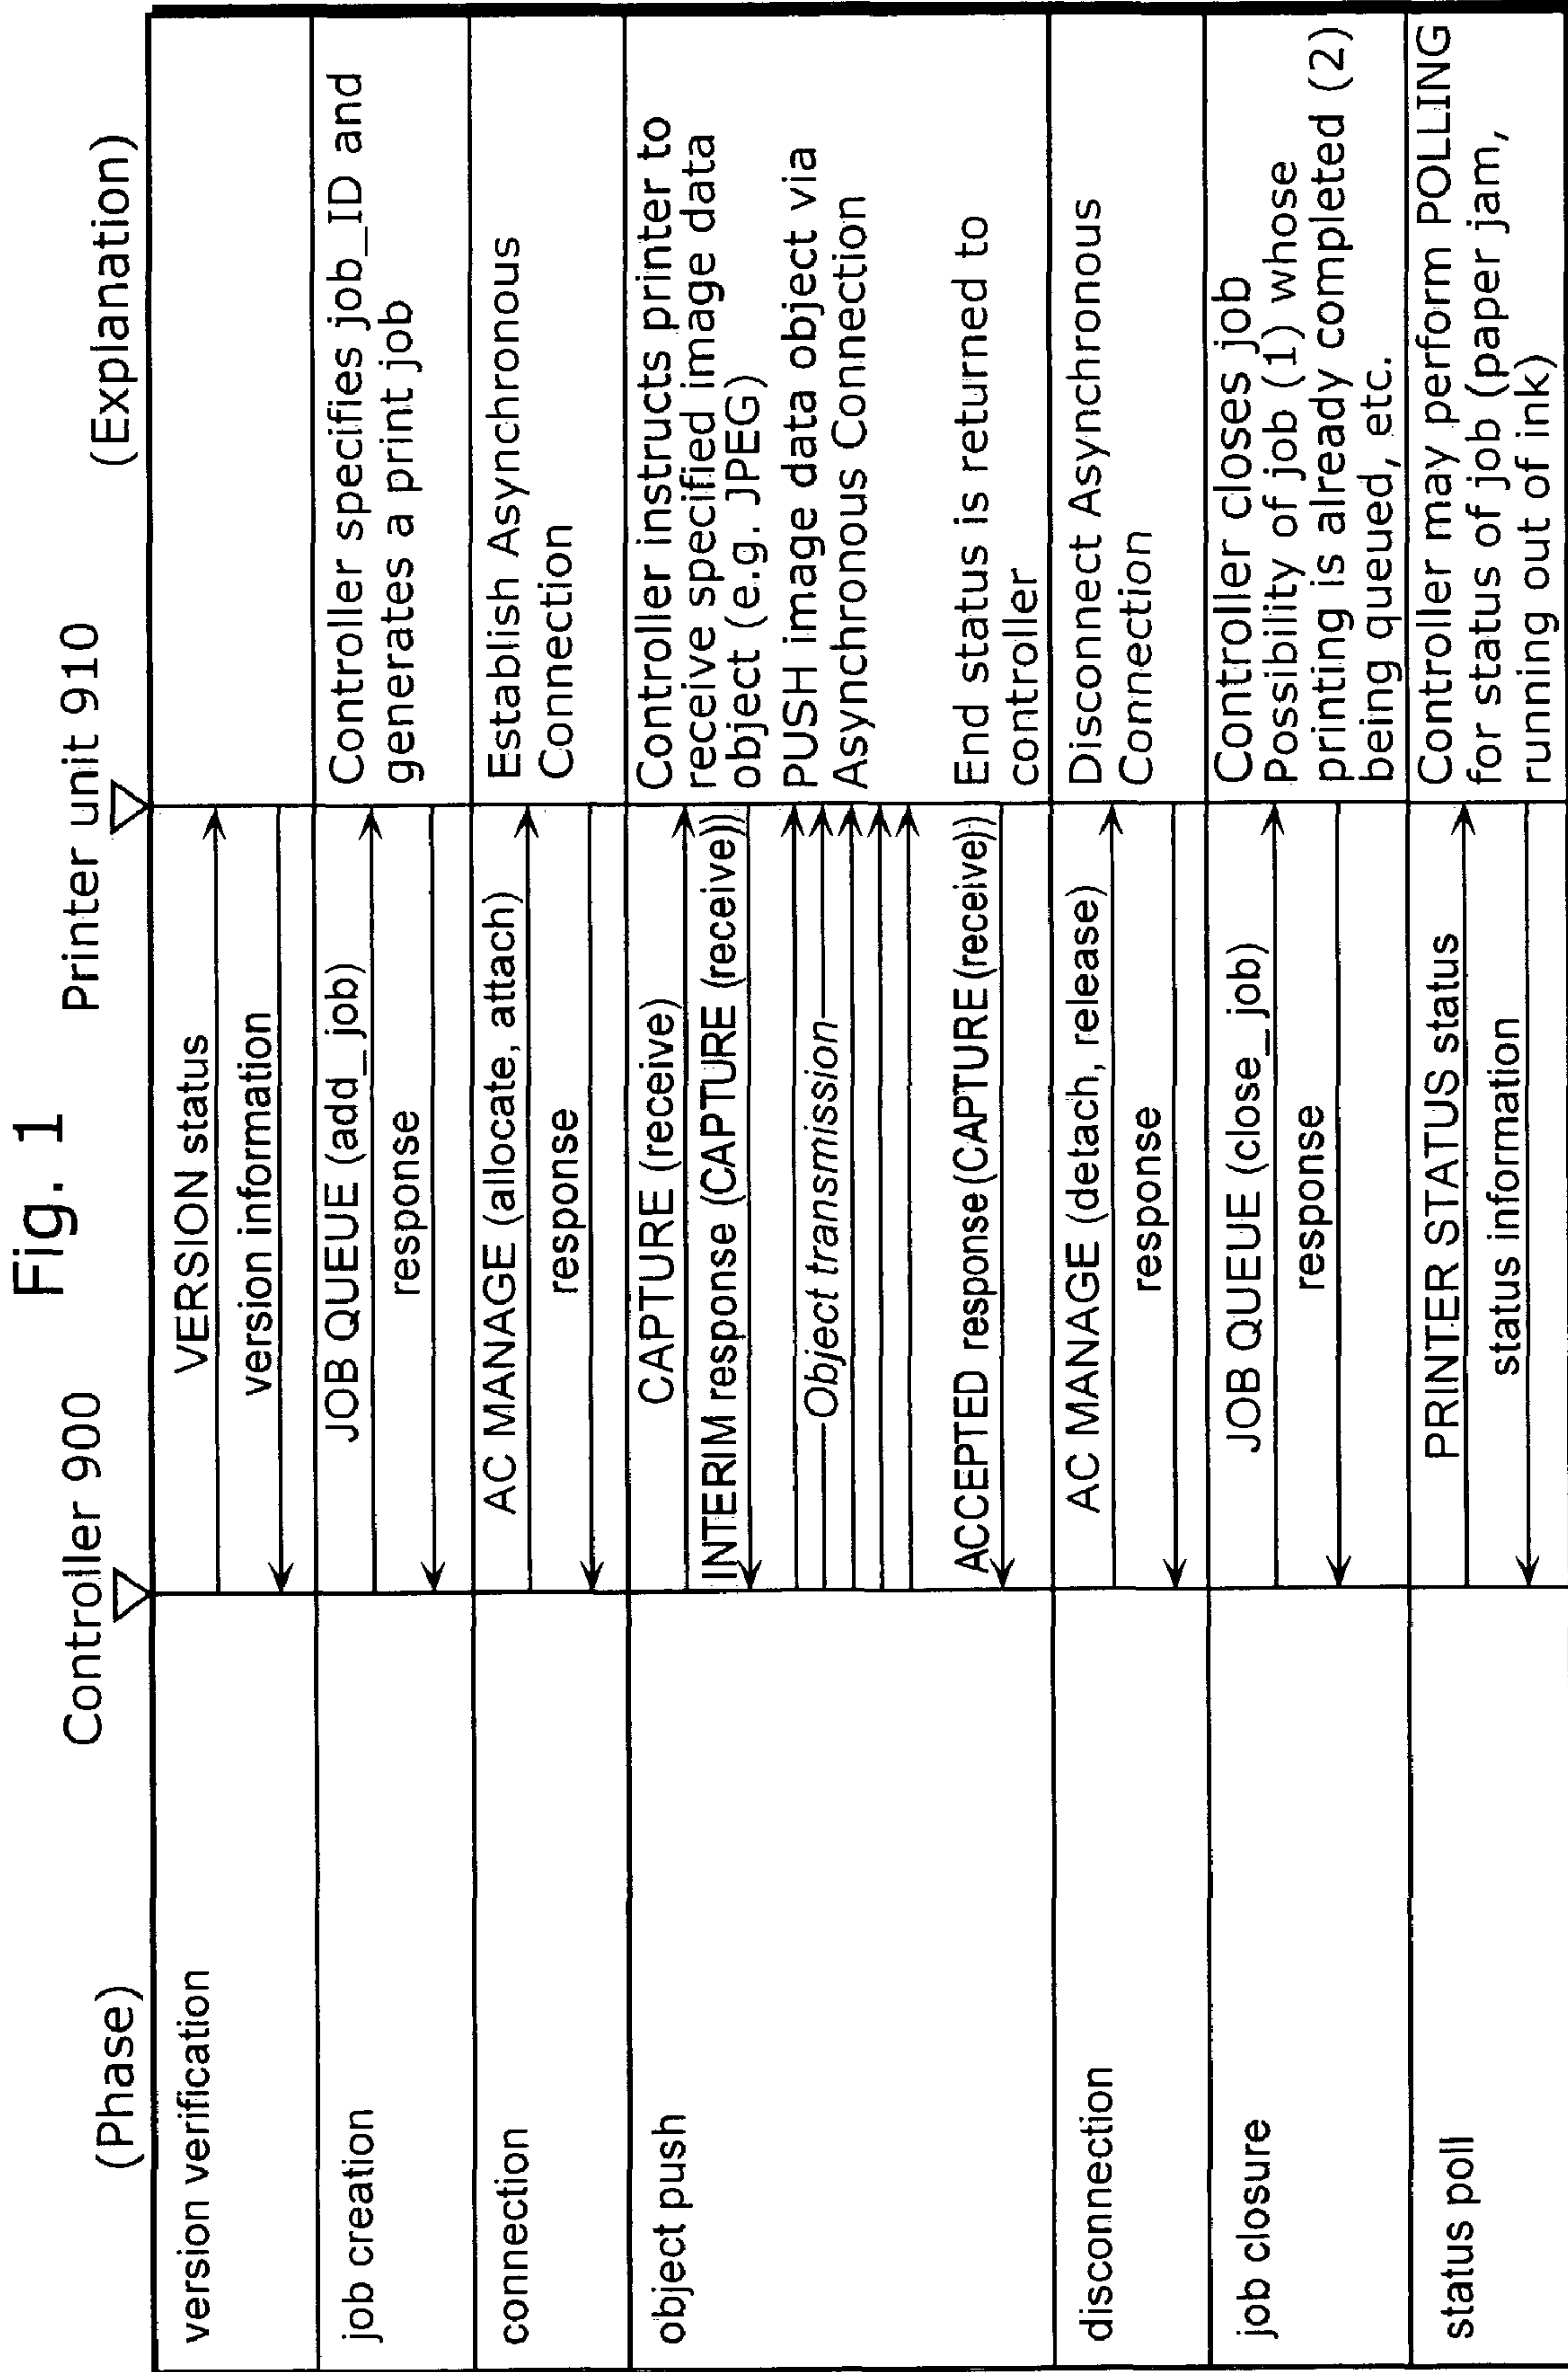 Fig. 1
(Phase)
Controller 900
Printer unit 910
(Explanation)
version verification
VERSION status
version information
job creation
JOB QUEUE (add_job)
response
Controller specifies job_ID and
generates a print job
connection
AC MANAGE (allocate, attach)
response
Establish Asynchronous
Connection
object push
CAPTURE (receive)
INTERIM response (CAPTURE (receive))
Object transmission
ACCEPTED response (CAPTURE (receive))
Controller instructs printer to
receive specified image data
object (e.g. JPEG)
PUSH image data object via
Asynchronous Connection
End status is returned to
controller
disconnection
AC MANAGE (detach, release)
response
Disconnect Asynchronous
Connection
job closure
JOB QUEUE (close_job)
response
Controller closes job
Possibility of job (1) whose
printing is already completed (2)
being queued, etc.
status poll
PRINTER STATUS status
status information
Controller may perform POLLING
for status of job (paper jam,
running out of ink)